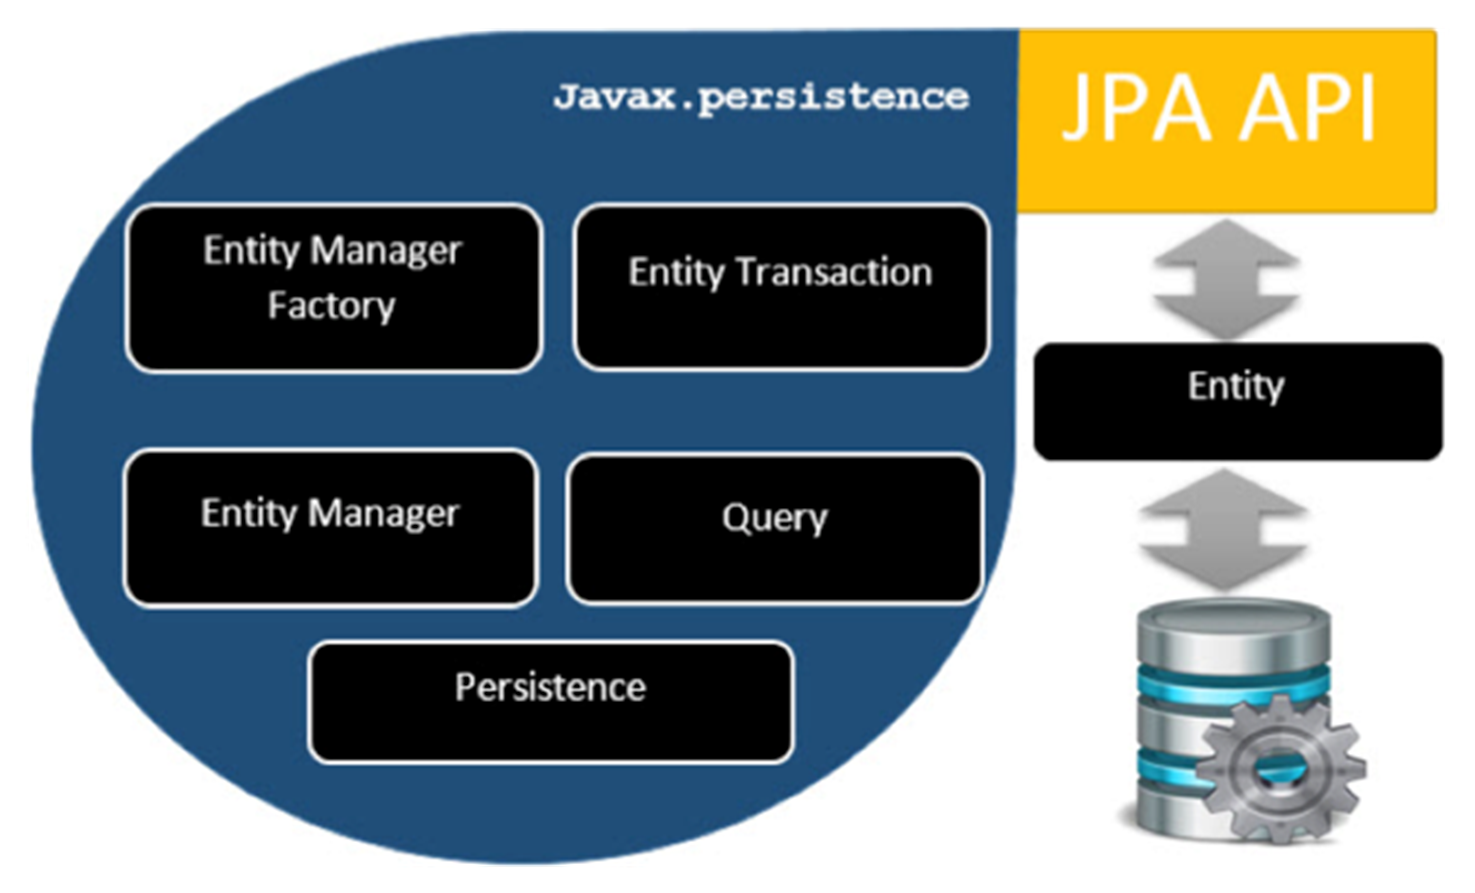 Javax.persistence
JPA API
Entity Manager
Factory
Entity Transaction
Entity
Entity Manager
Query
Persistence